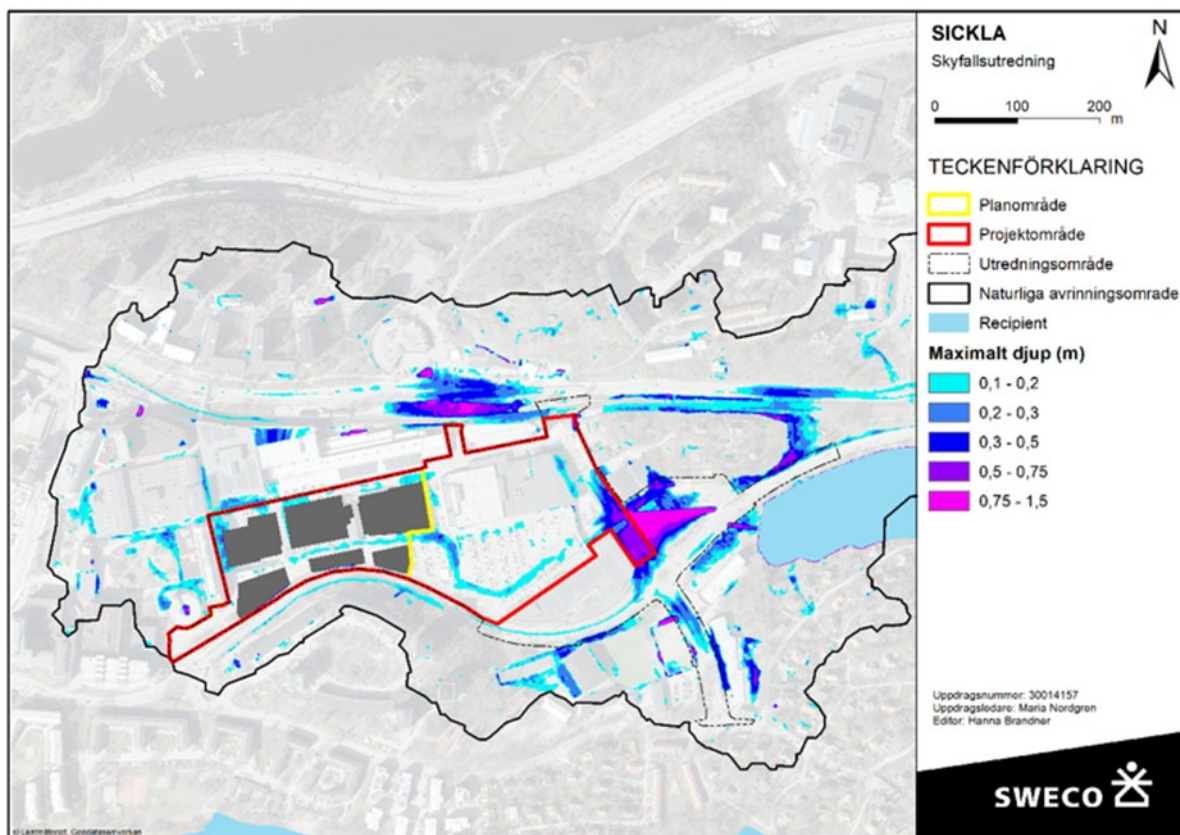 SICKLA
Skyfallsutredning
N
0 100 200
m
TECKENFÖRKLARING
Planområde
Projektområde
Utredningsområde
Naturliga avrinningsområde
Recipient
Maximalt djup (m)
0,1 - 0,2
0,2 - 0,3
0,3 - 0,5
0,5 - 0,75
0,75 - 1,5
Uppdragsnummer: 30014157
Uppdragsledare: Maria Nordgren
Editor: Hanna Brandner
SWECO
© Lantmäteriet, Geodatasamverkan